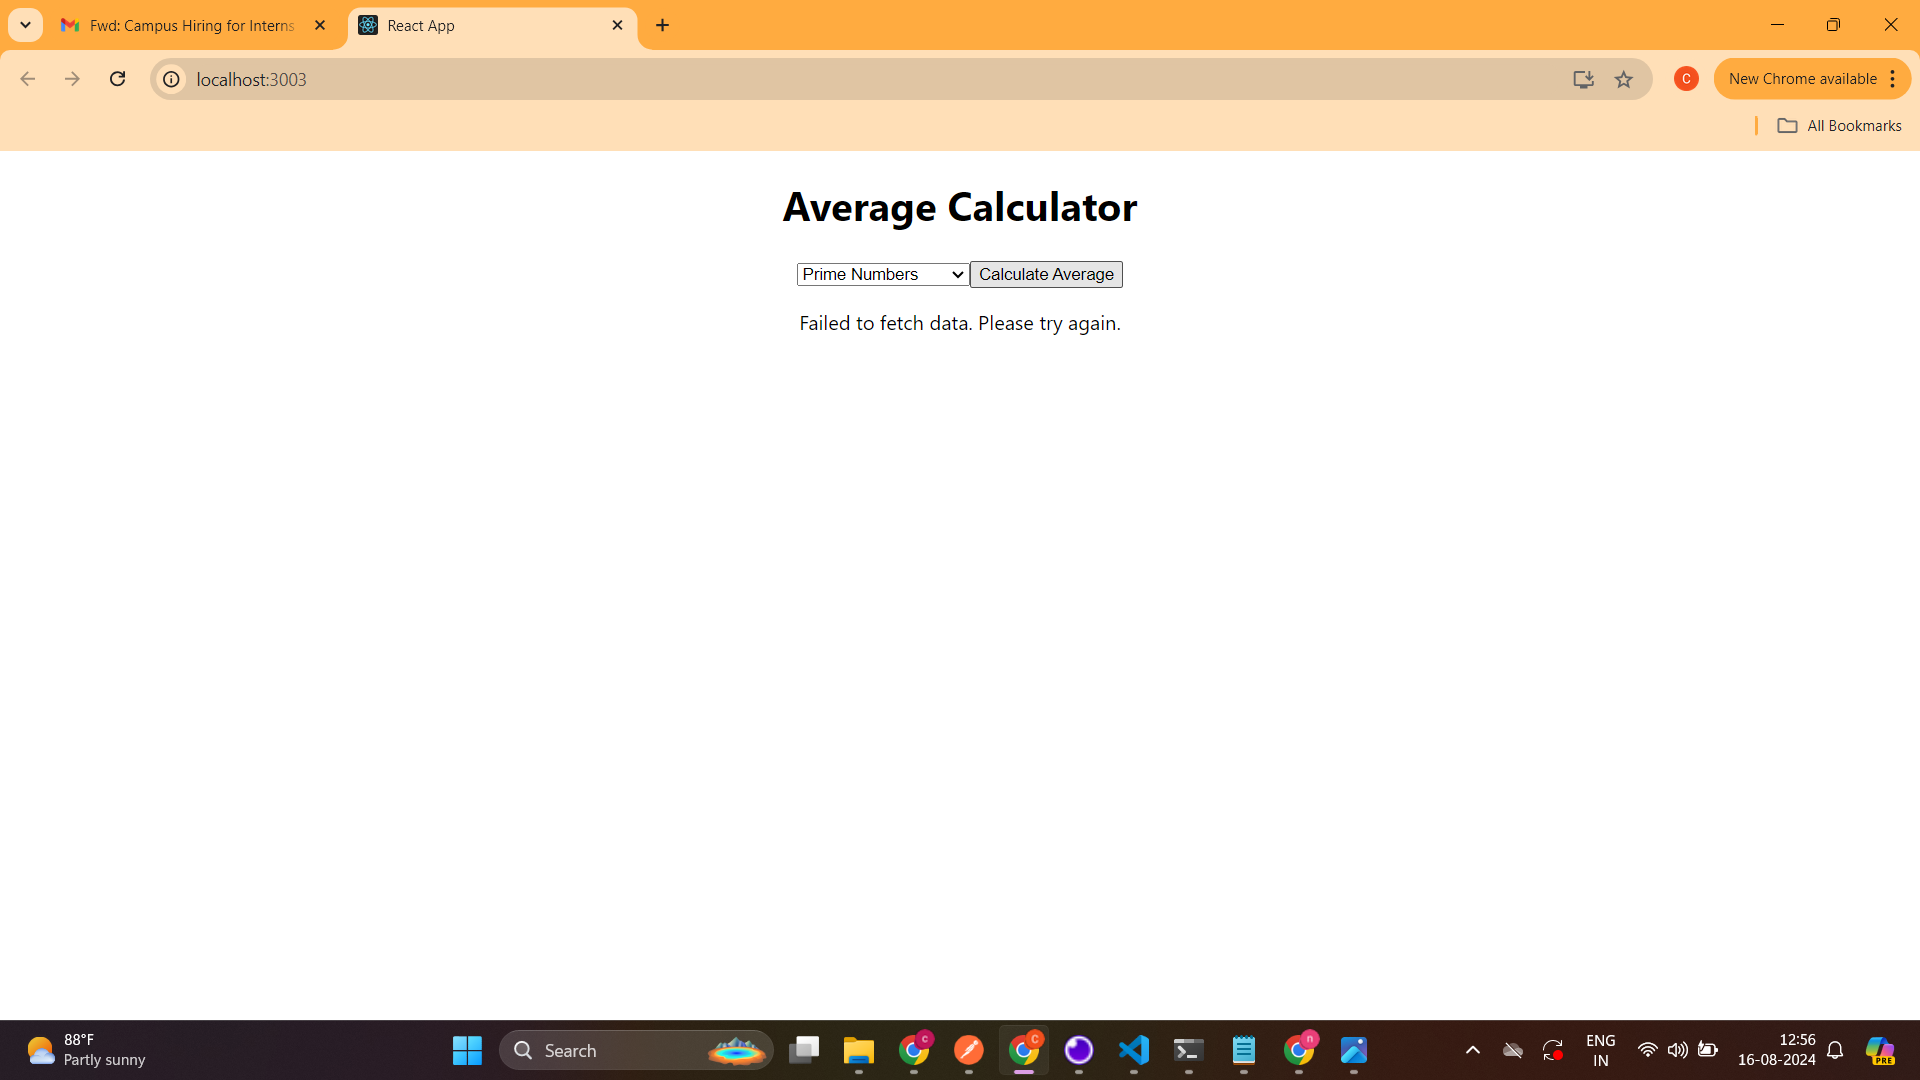 Fwd: Campus Hiring for Interns
React App
localhost:3003
C
New Chrome available
All Bookmarks
Average Calculator
Prime Numbers
Calculate Average
Failed to fetch data. Please try again.
88°F
Partly sunny
Search
C
C
n
ENG
IN
12:56
16-08-2024
PRE